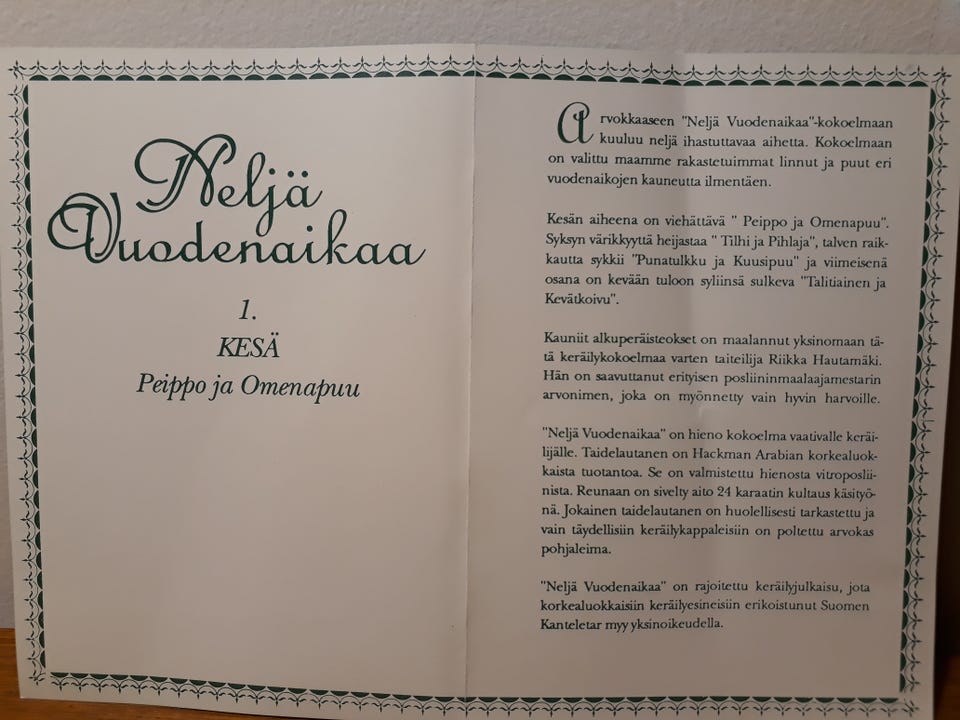 Neljä
Vuodenaikaa
1.
KESÄ
Peippo ja Omenapuu
Arvokkaaseen "Neljä Vuodenaikaa"-kokoelmaan
kuuluu neljä ihastuttavaa aihetta. Kokoelmaan
on valittu maamme rakastetuimmat linnut ja puut eri
vuodenaikojen kauneutta ilmentäen.
Kesän aiheena on viehättävä " Peippo ja Omenapuu".
Syksyn värikkyyttä heijastaa " Tilhi ja Pihlaja", talven raik-
kautta sykkii "Punatulkku ja Kuusipuu" ja viimeisenä
osana on kevään tuloon syliinsä sulkeva "Talitiainen ja
Kevätkoivu".
Kauniit alkuperäisteokset on maalannut yksinomaan tä-
tä keräilykokoelmaa varten taiteilija Riikka Hautamäki.
Hän on saavuttanut erityisen posliininmaalaajamestarin
arvonimen, joka on myönnetty vain hyvin harvoille.
"Neljä Vuodenaikaa" on hieno kokoelma vaativalle keräi-
lijälle. Taidelautanen on Hackman Arabian korkealuok-
kaista tuotantoa. Se on valmistettu hienosta vitroposlii-
nista. Reunaan on sivelty aito 24 karaatin kultaus käsityö-
nä. Jokainen taidelautanen on huolellisesti tarkastettu ja
vain täydellisiin keräilykappaleisiin on poltettu arvokas
pohjaleima.
"Neljä Vuodenaikaa" on rajoitettu keräilyjulkaisu, jota
korkealuokkaisiin keräilyesineisiin erikoistunut Suomen
Kanteletar myy yksinoikeudella.